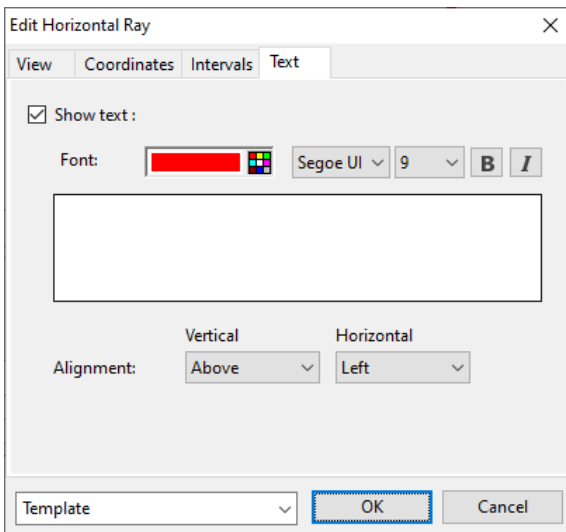 Edit Horizontal Ray
View Coordinates Intervals Text
Show text :
Font: Segoe UI 9 B I
Vertical Horizontal
Alignment: Above Left
Template OK Cancel